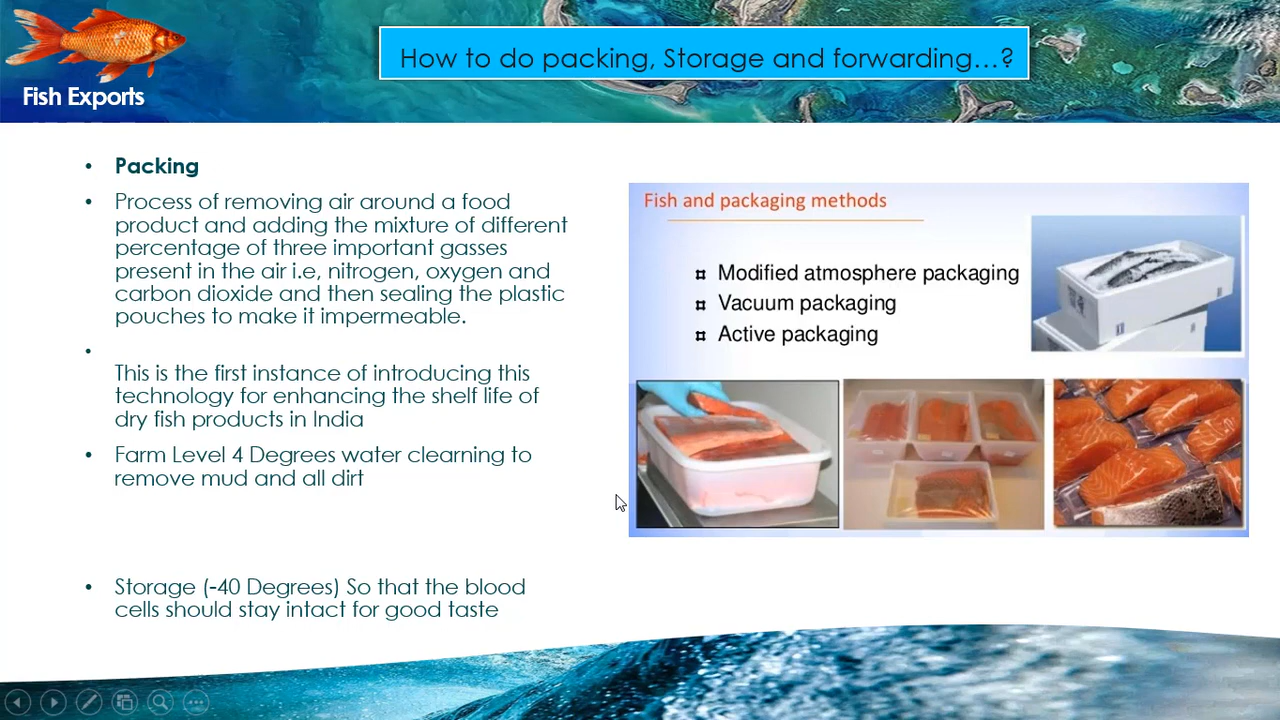 How to do packing, Storage and forwarding...?
Fish Exports
• Packing
• Process of removing air around a food
product and adding the mixture of different
percentage of three important gasses
present in the air i.e, nitrogen, oxygen and
carbon dioxide and then sealing the plastic
pouches to make it impermeable.
•
This is the first instance of introducing this
technology for enhancing the shelf life of
dry fish products in India
• Farm Level 4 Degrees water clearning to
remove mud and all dirt
• Storage (-40 Degrees) So that the blood
cells should stay intact for good taste
Fish and packaging methods
¤ Modified atmosphere packaging
¤ Vacuum packaging
¤ Active packaging